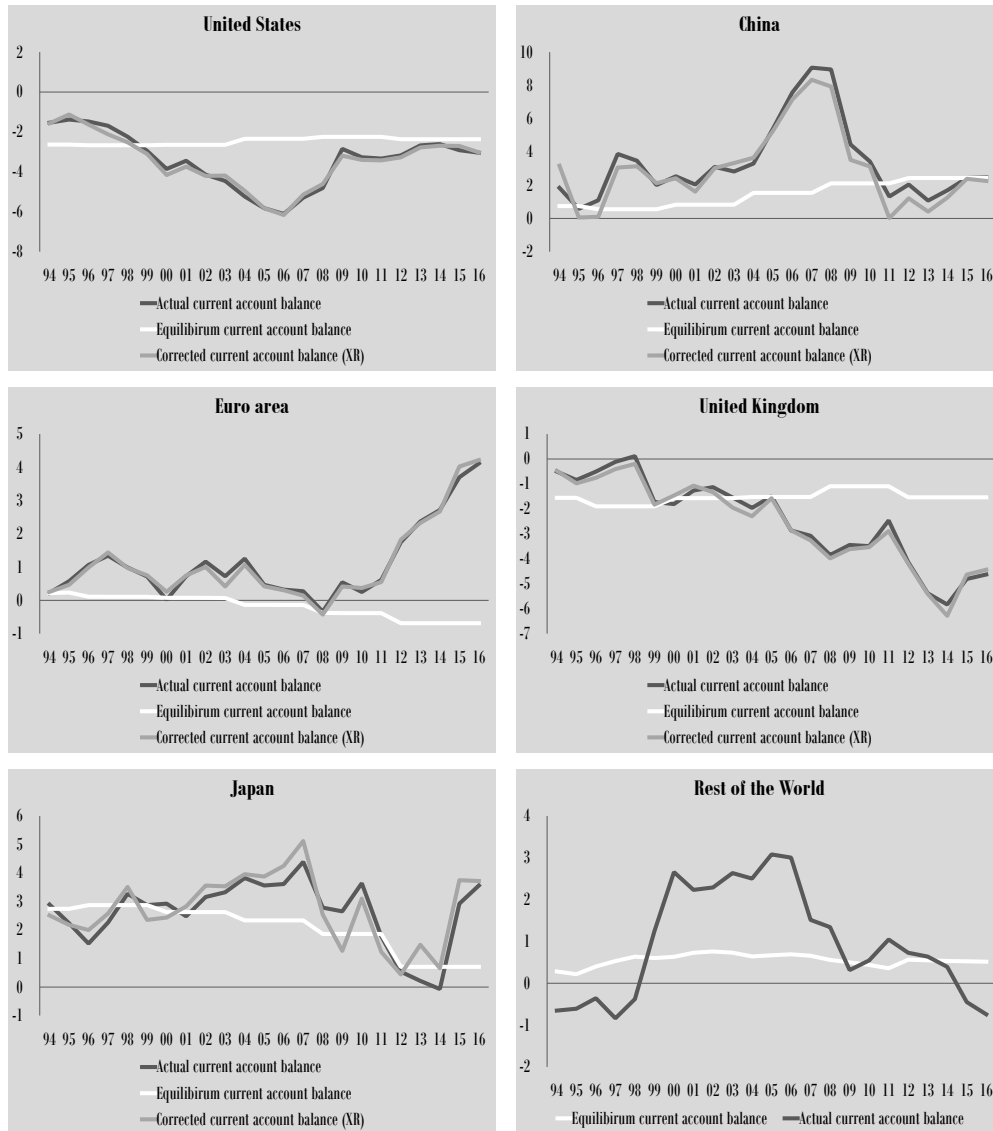 United States
2
0
-2
-4
-6
-8
94 95 96 97 98 99 00 01 02 03 04 05 06 07 08 09 10 11 12 13 14 15 16
Actual current account balance
Equilibirum current account balance
Corrected current account balance (XR)
China
10
8
6
4
2
0
-2
94 95 96 97 98 99 00 01 02 03 04 05 06 07 08 09 10 11 12 13 14 15 16
Actual current account balance
Equilibirum current account balance
Corrected current account balance (XR)
Euro area
5
4
3
2
1
0
-1
94 95 96 97 98 99 00 01 02 03 04 05 06 07 08 09 10 11 12 13 14 15 16
Actual current account balance
Equilibirum current account balance
Corrected current account balance (XR)
United Kingdom
1
0
-1
-2
-3
-4
-5
-6
-7
94 95 96 97 98 99 00 01 02 03 04 05 06 07 08 09 10 11 12 13 14 15 16
Actual current account balance
Equilibirum current account balance
Corrected current account balance (XR)
Japan
6
5
4
3
2
1
0
-1
94 95 96 97 98 99 00 01 02 03 04 05 06 07 08 09 10 11 12 13 14 15 16
Actual current account balance
Equilibirum current account balance
Corrected current account balance (XR)
Rest of the World
4
3
2
1
0
-1
-2
94 95 96 97 98 99 00 01 02 03 04 05 06 07 08 09 10 11 12 13 14 15 16
Equilibirum current account balance Actual current account balance